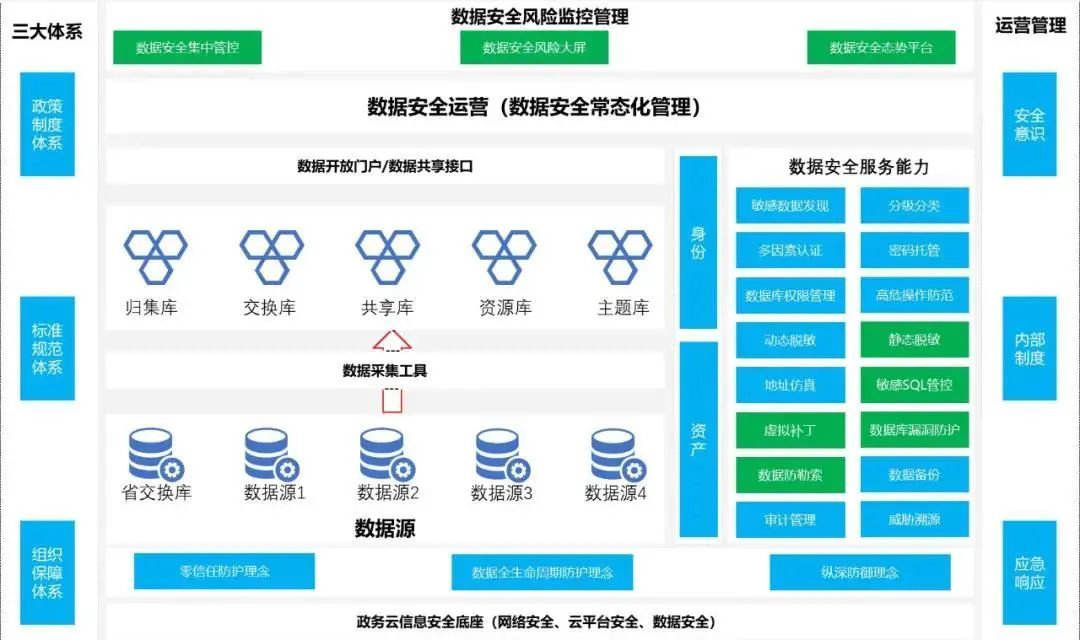 三大体系
政策
制度
体系
标准
规范
体系
组织
保障
体系
数据安全风险监控管理
数据安全集中管控
数据安全风险大屏
数据安全态势平台
数据安全运营（数据安全常态化管理）
数据开放门户/数据共享接口
归集库
交换库
共享库
资源库
主题库
数据采集工具
省交换库
数据源1
数据源2
数据源3
数据源4
数据源
身份
资产
数据安全服务能力
敏感数据发现
分级分类
多因素认证
密码托管
数据库权限管理
高危操作防范
动态脱敏
静态脱敏
地址仿真
敏感SQL管控
虚拟补丁
数据库漏洞防护
数据防勒索
数据备份
审计管理
威胁溯源
零信任防护理念
数据全生命周期防护理念
纵深防御理念
政务云信息安全底座（网络安全、云平台安全、数据安全）
运营管理
安全
意识
内部
制度
应急
响应